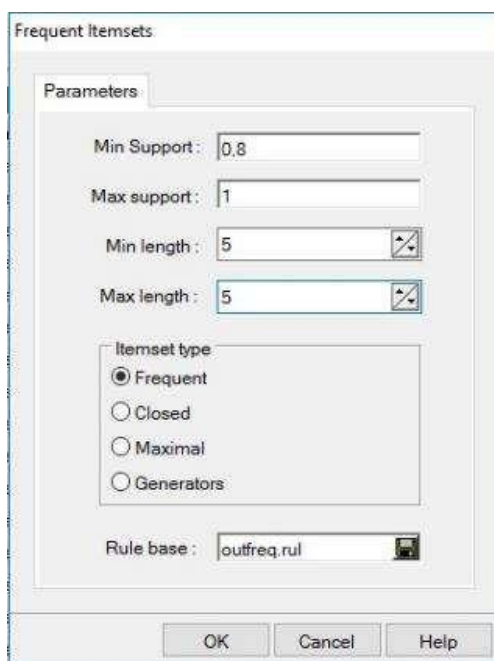 Frequent Itemsets
Parameters
Min Support : 0,8
Max support : 1
Min length : 5
Max length : 5
Itemset type
Frequent
Closed
Maximal
Generators
Rule base : outfreq.rul
OK Cancel Help